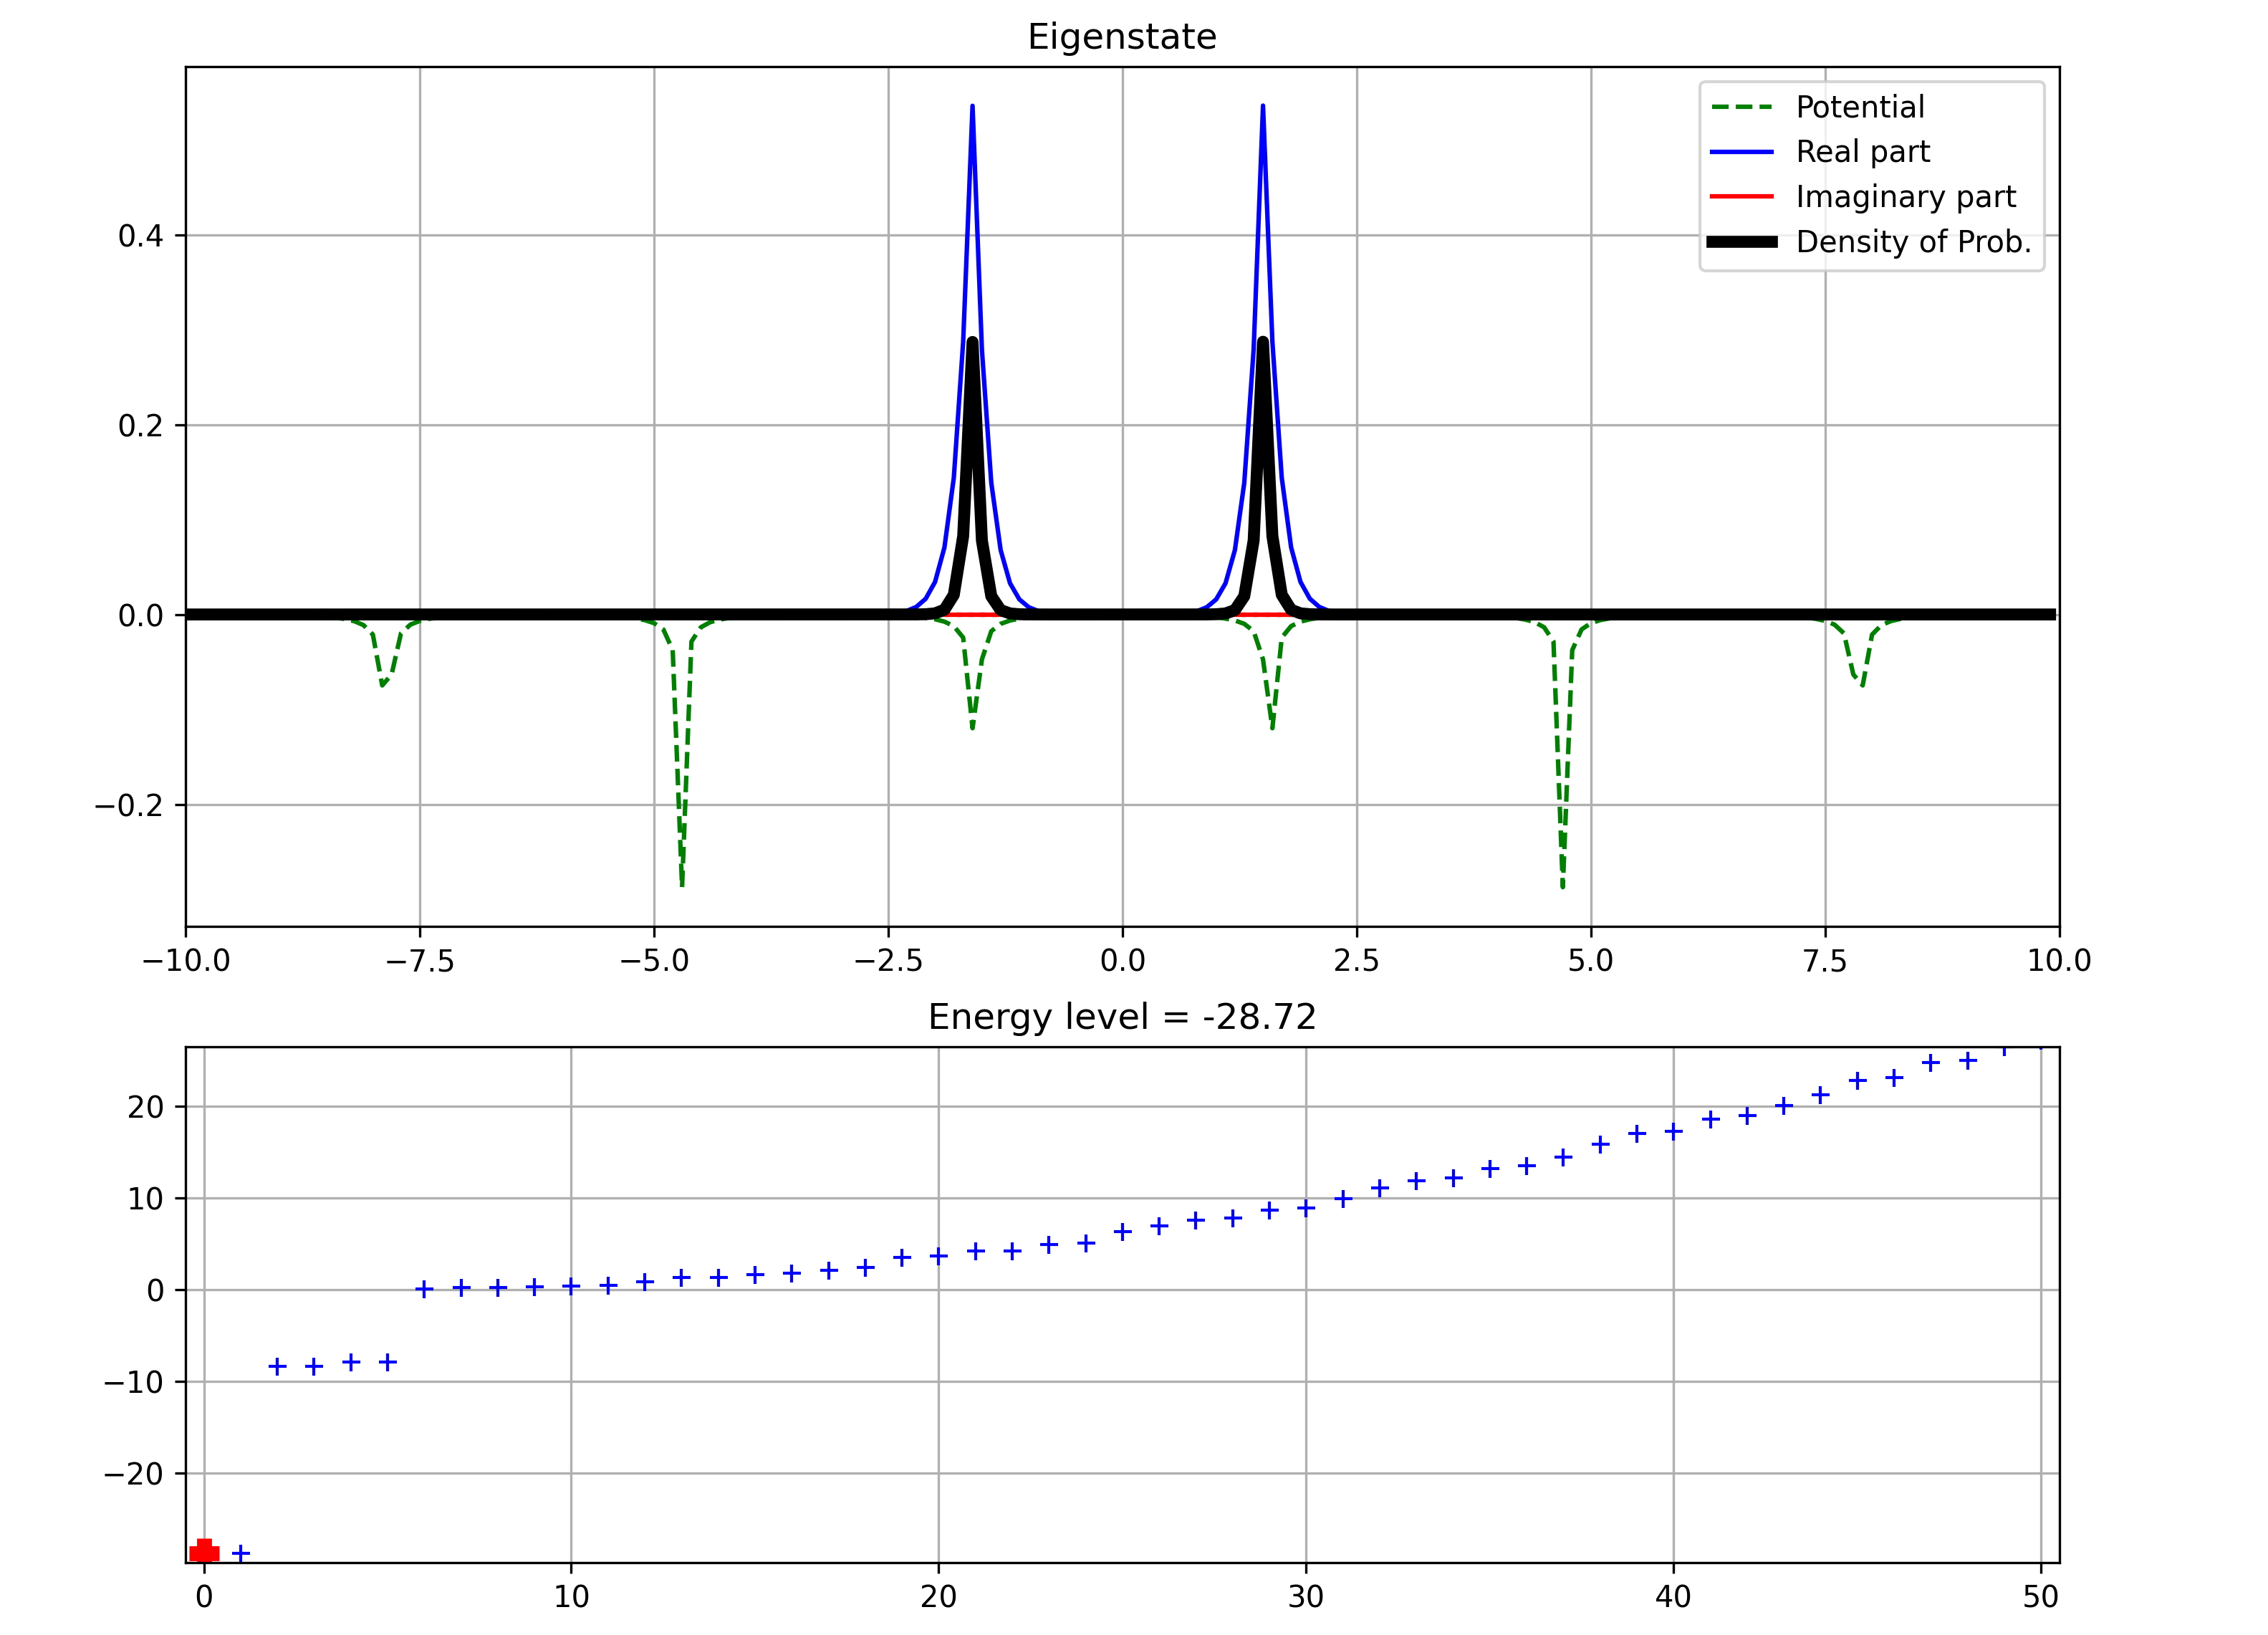 Eigenstate
Potential
Real part
Imaginary part
Density of Prob.
0.4
0.2
0.0
−0.2
−10.0 −7.5 −5.0 −2.5 0.0 2.5 5.0 7.5 10.0
Energy level = -28.72
20
10
0
−10
−20
0 10 20 30 40 50